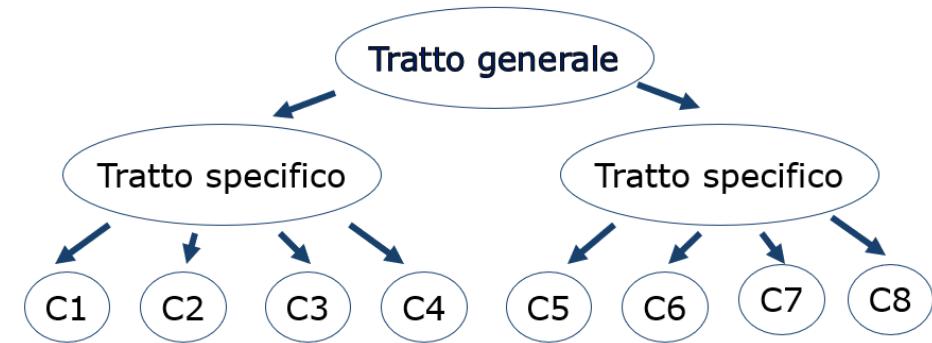 Tratto generale
Tratto specifico
Tratto specifico
C1
C2
C3
C4
C5
C6
C7
C8